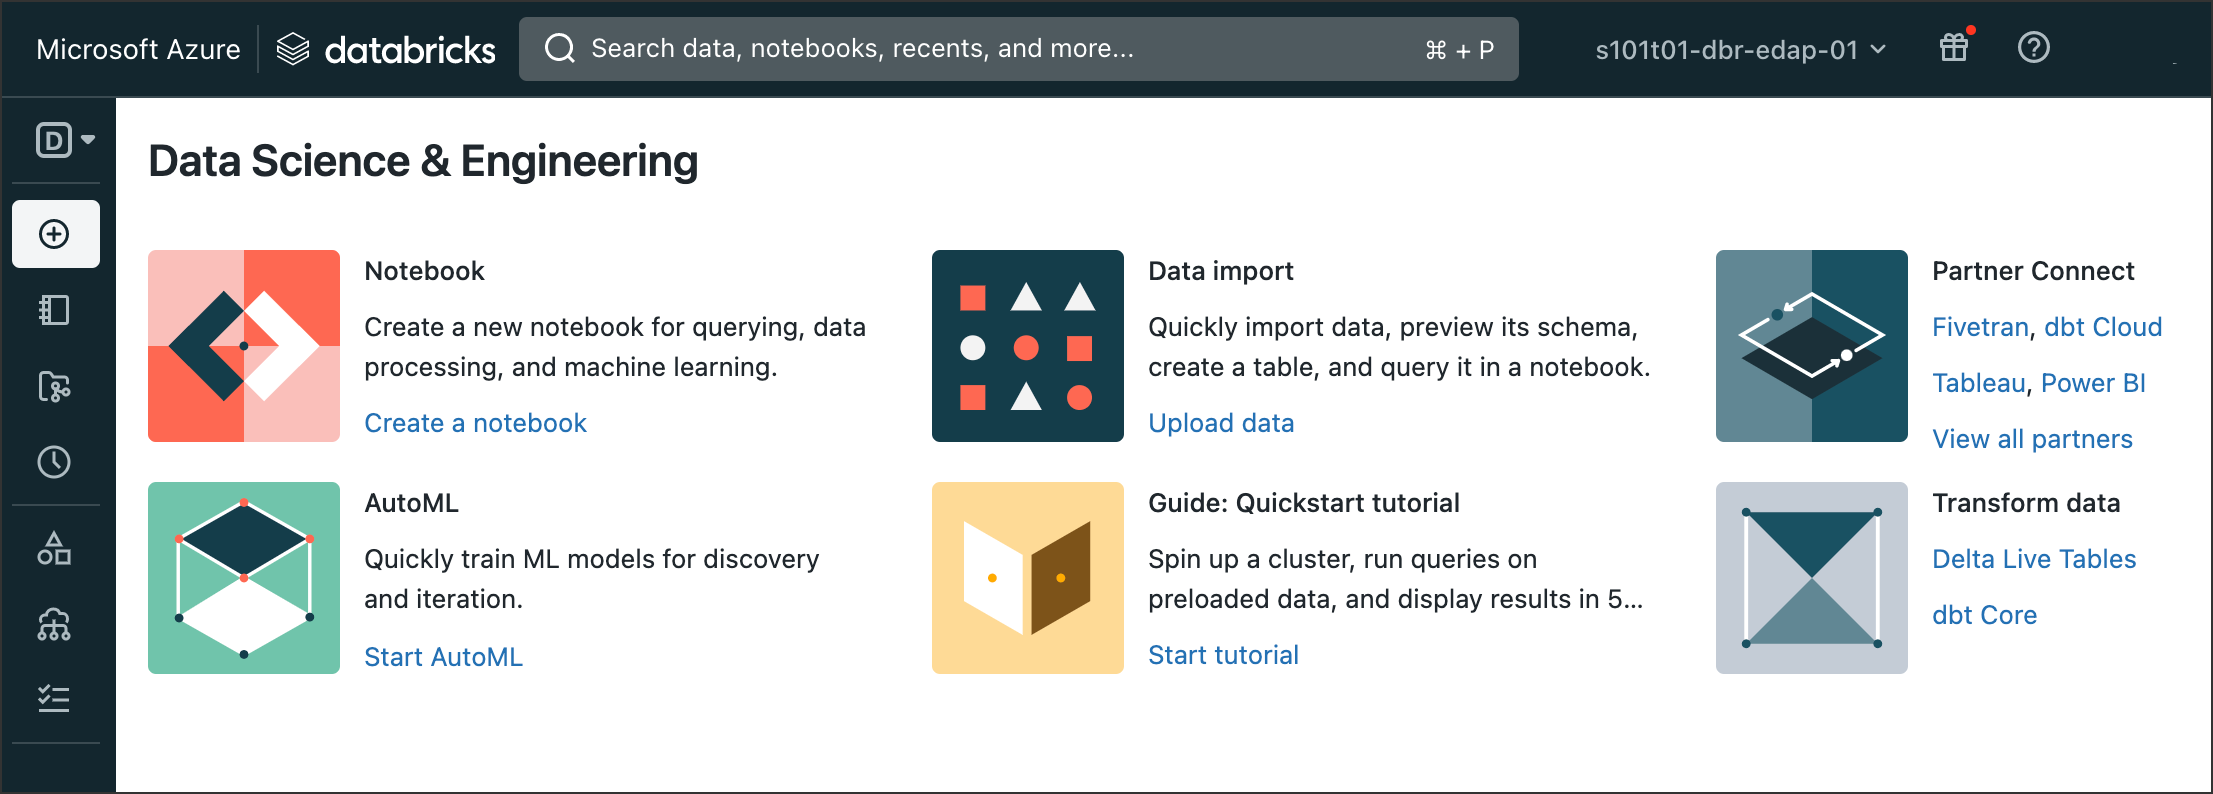 Microsoft Azure databricks Search data, notebooks, recents, and more... ⌘ + P s101t01-dbr-edap-01
D
Data Science & Engineering
Notebook
Create a new notebook for querying, data
processing, and machine learning.
Create a notebook
Data import
Quickly import data, preview its schema,
create a table, and query it in a notebook.
Upload data
Partner Connect
Fivetran, dbt Cloud
Tableau, Power BI
View all partners
AutoML
Quickly train ML models for discovery
and iteration.
Start AutoML
Guide: Quickstart tutorial
Spin up a cluster, run queries on
preloaded data, and display results in 5...
Start tutorial
Transform data
Delta Live Tables
dbt Core